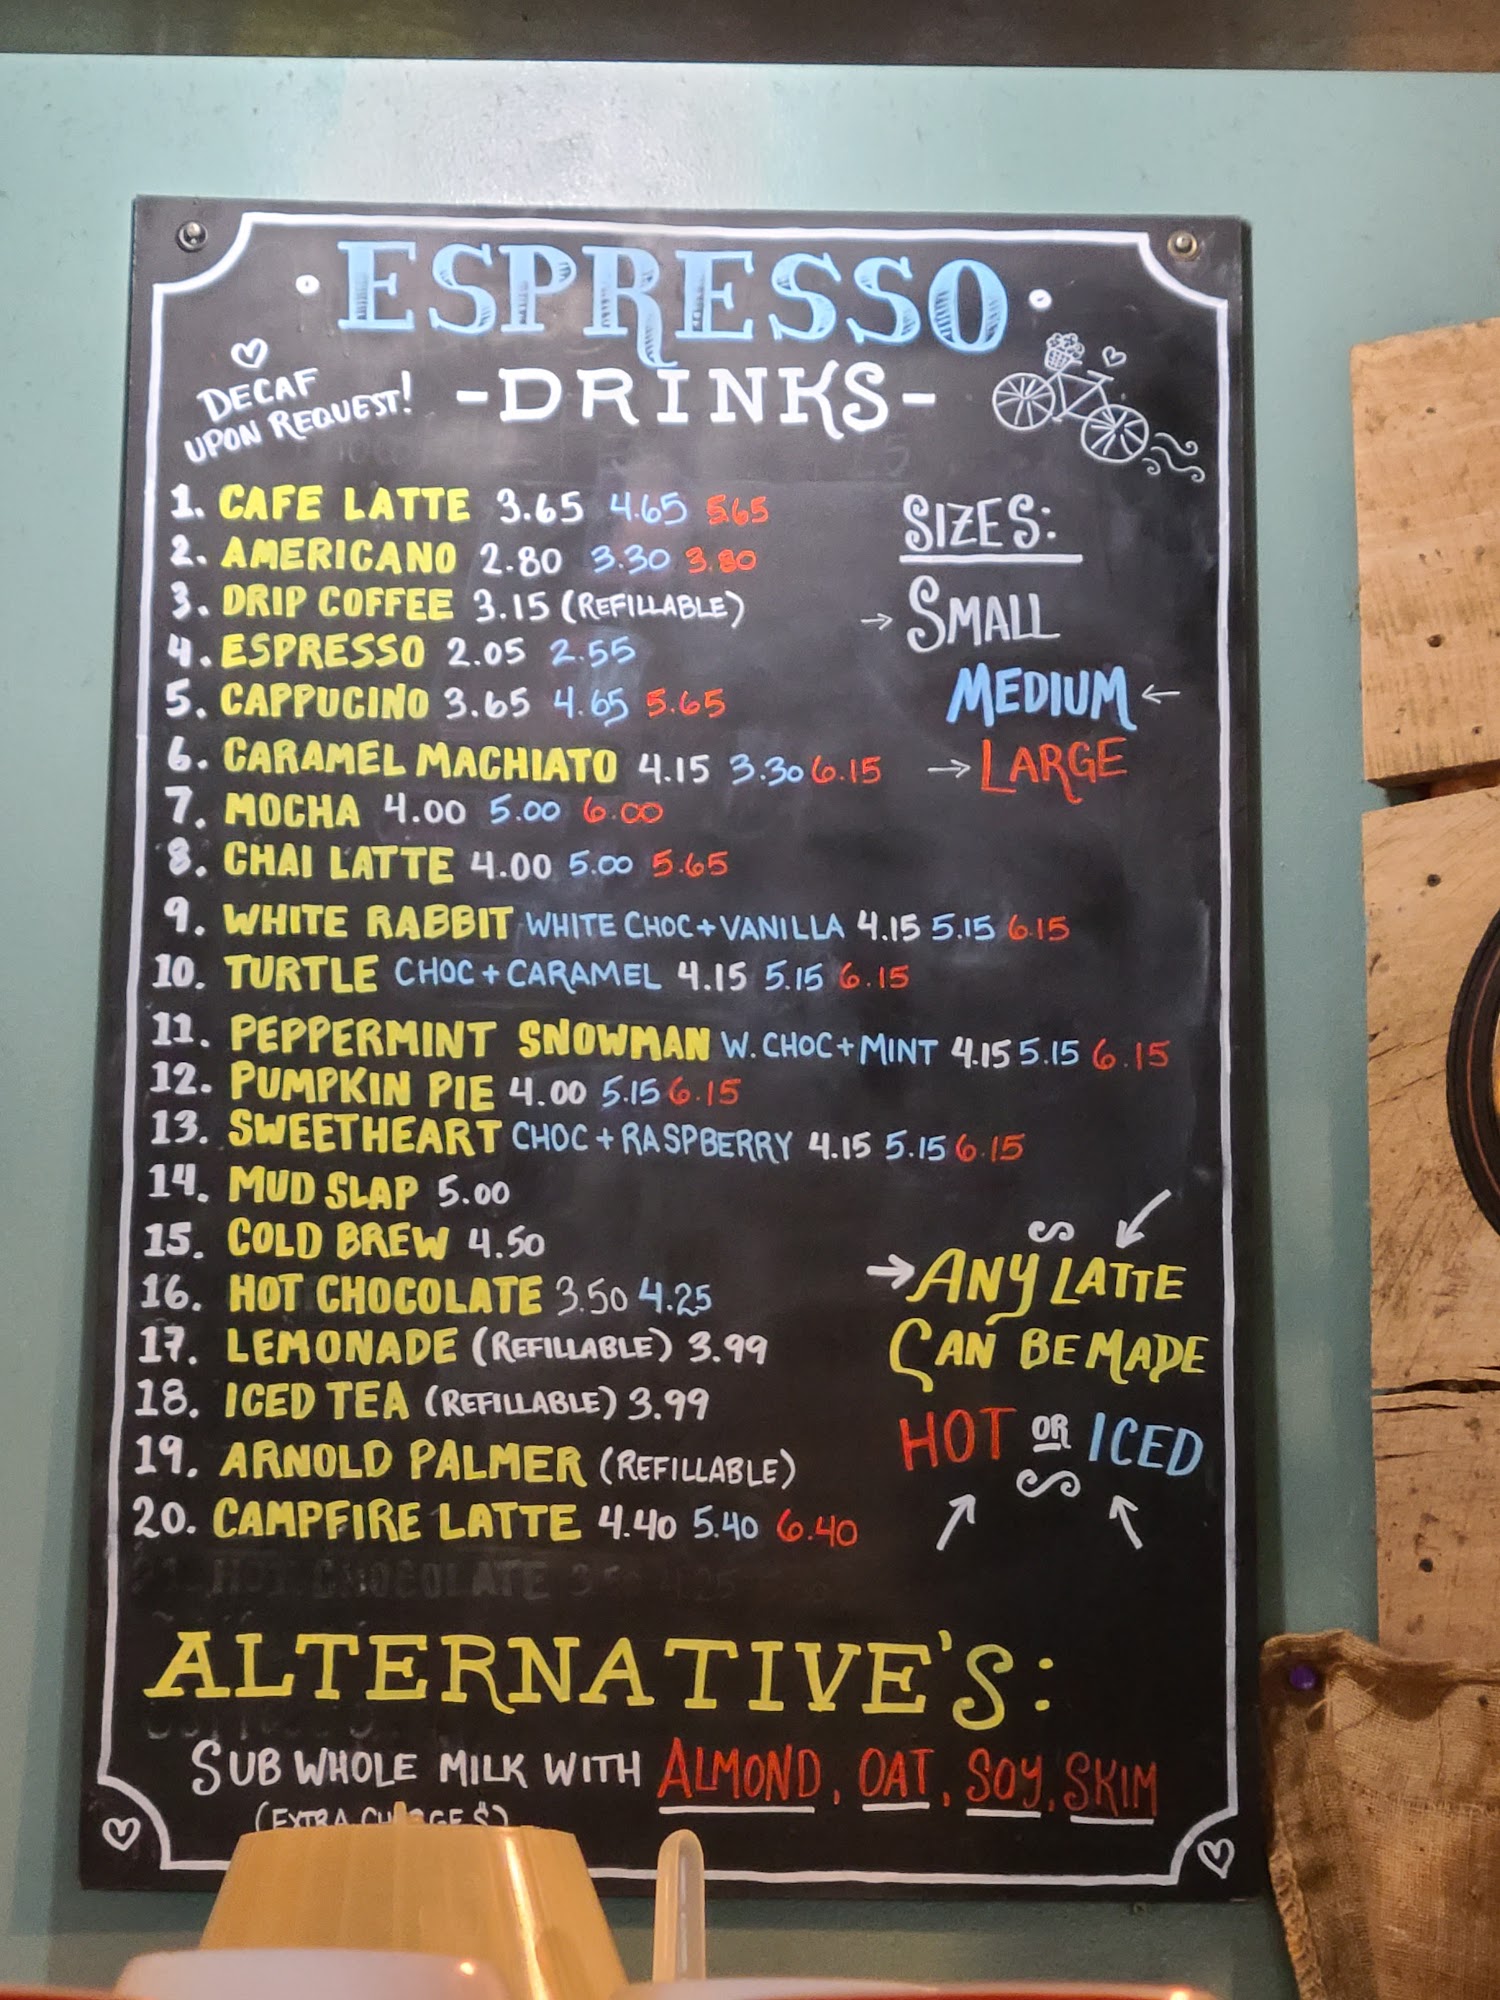 ESPRESSO
-DRINKS-
DECAF
UPON REQUEST!
1. CAFE LATTE 3.65 4.65 5.65
2. AMERICANO 2.80 3.30 3.80
3. DRIP COFFEE 3.15 (REFILLABLE)
4. ESPRESSO 2.05 2.55
5. CAPPUCINO 3.65 4.65 5.65
6. CARAMEL MACHIATO 4.15 3.30 6.15
7. MOCHA 4.00 5.00 6.00
8. CHAI LATTE 4.00 5.00 5.65
9. WHITE RABBIT WHITE CHOC + VANILLA 4.15 5.15 6.15
10. TURTLE CHOC + CARAMEL 4.15 5.15 6.15
11. PEPPERMINT SNOWMAN W. CHOC + MINT 4.15 5.15 6.15
12. PUMPKIN PIE 4.00 5.15 6.15
13. SWEETHEART CHOC + RASPBERRY 4.15 5.15 6.15
14. MUD SLAP 5.00
15. COLD BREW 4.50
16. HOT CHOCOLATE 3.50 4.25
17. LEMONADE (REFILLABLE) 3.99
18. ICED TEA (REFILLABLE) 3.99
19. ARNOLD PALMER (REFILLABLE)
20. CAMPFIRE LATTE 4.40 5.40 6.40
HOT CHOCOLATE
SIZES:
→ SMALL
MEDIUM ←
→ LARGE
→ ANY LATTE
CAN BE MADE
HOT OR ICED
ALTERNATIVE'S:
SUB WHOLE MILK WITH ALMOND, OAT, SOY, SKIM
(EXTRA CHARGE $)